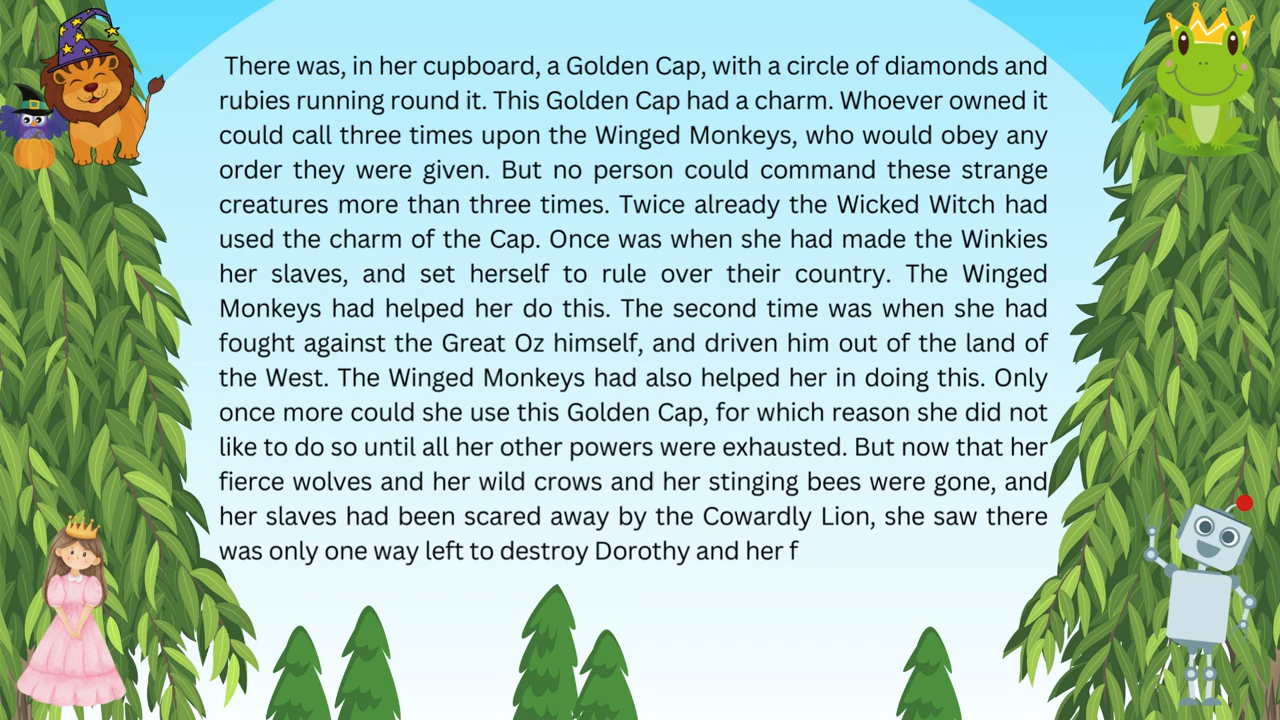 There was, in her cupboard, a Golden Cap, with a circle of diamonds and
rubies running round it. This Golden Cap had a charm. Whoever owned it
could call three times upon the Winged Monkeys, who would obey any
order they were given. But no person could command these strange
creatures more than three times. Twice already the Wicked Witch had
used the charm of the Cap. Once was when she had made the Winkies
her slaves, and set herself to rule over their country. The Winged
Monkeys had helped her do this. The second time was when she had
fought against the Great Oz himself, and driven him out of the land of
the West. The Winged Monkeys had also helped her in doing this. Only
once more could she use this Golden Cap, for which reason she did not
like to do so until all her other powers were exhausted. But now that her
fierce wolves and her wild crows and her stinging bees were gone, and
her slaves had been scared away by the Cowardly Lion, she saw there
was only one way left to destroy Dorothy and her f